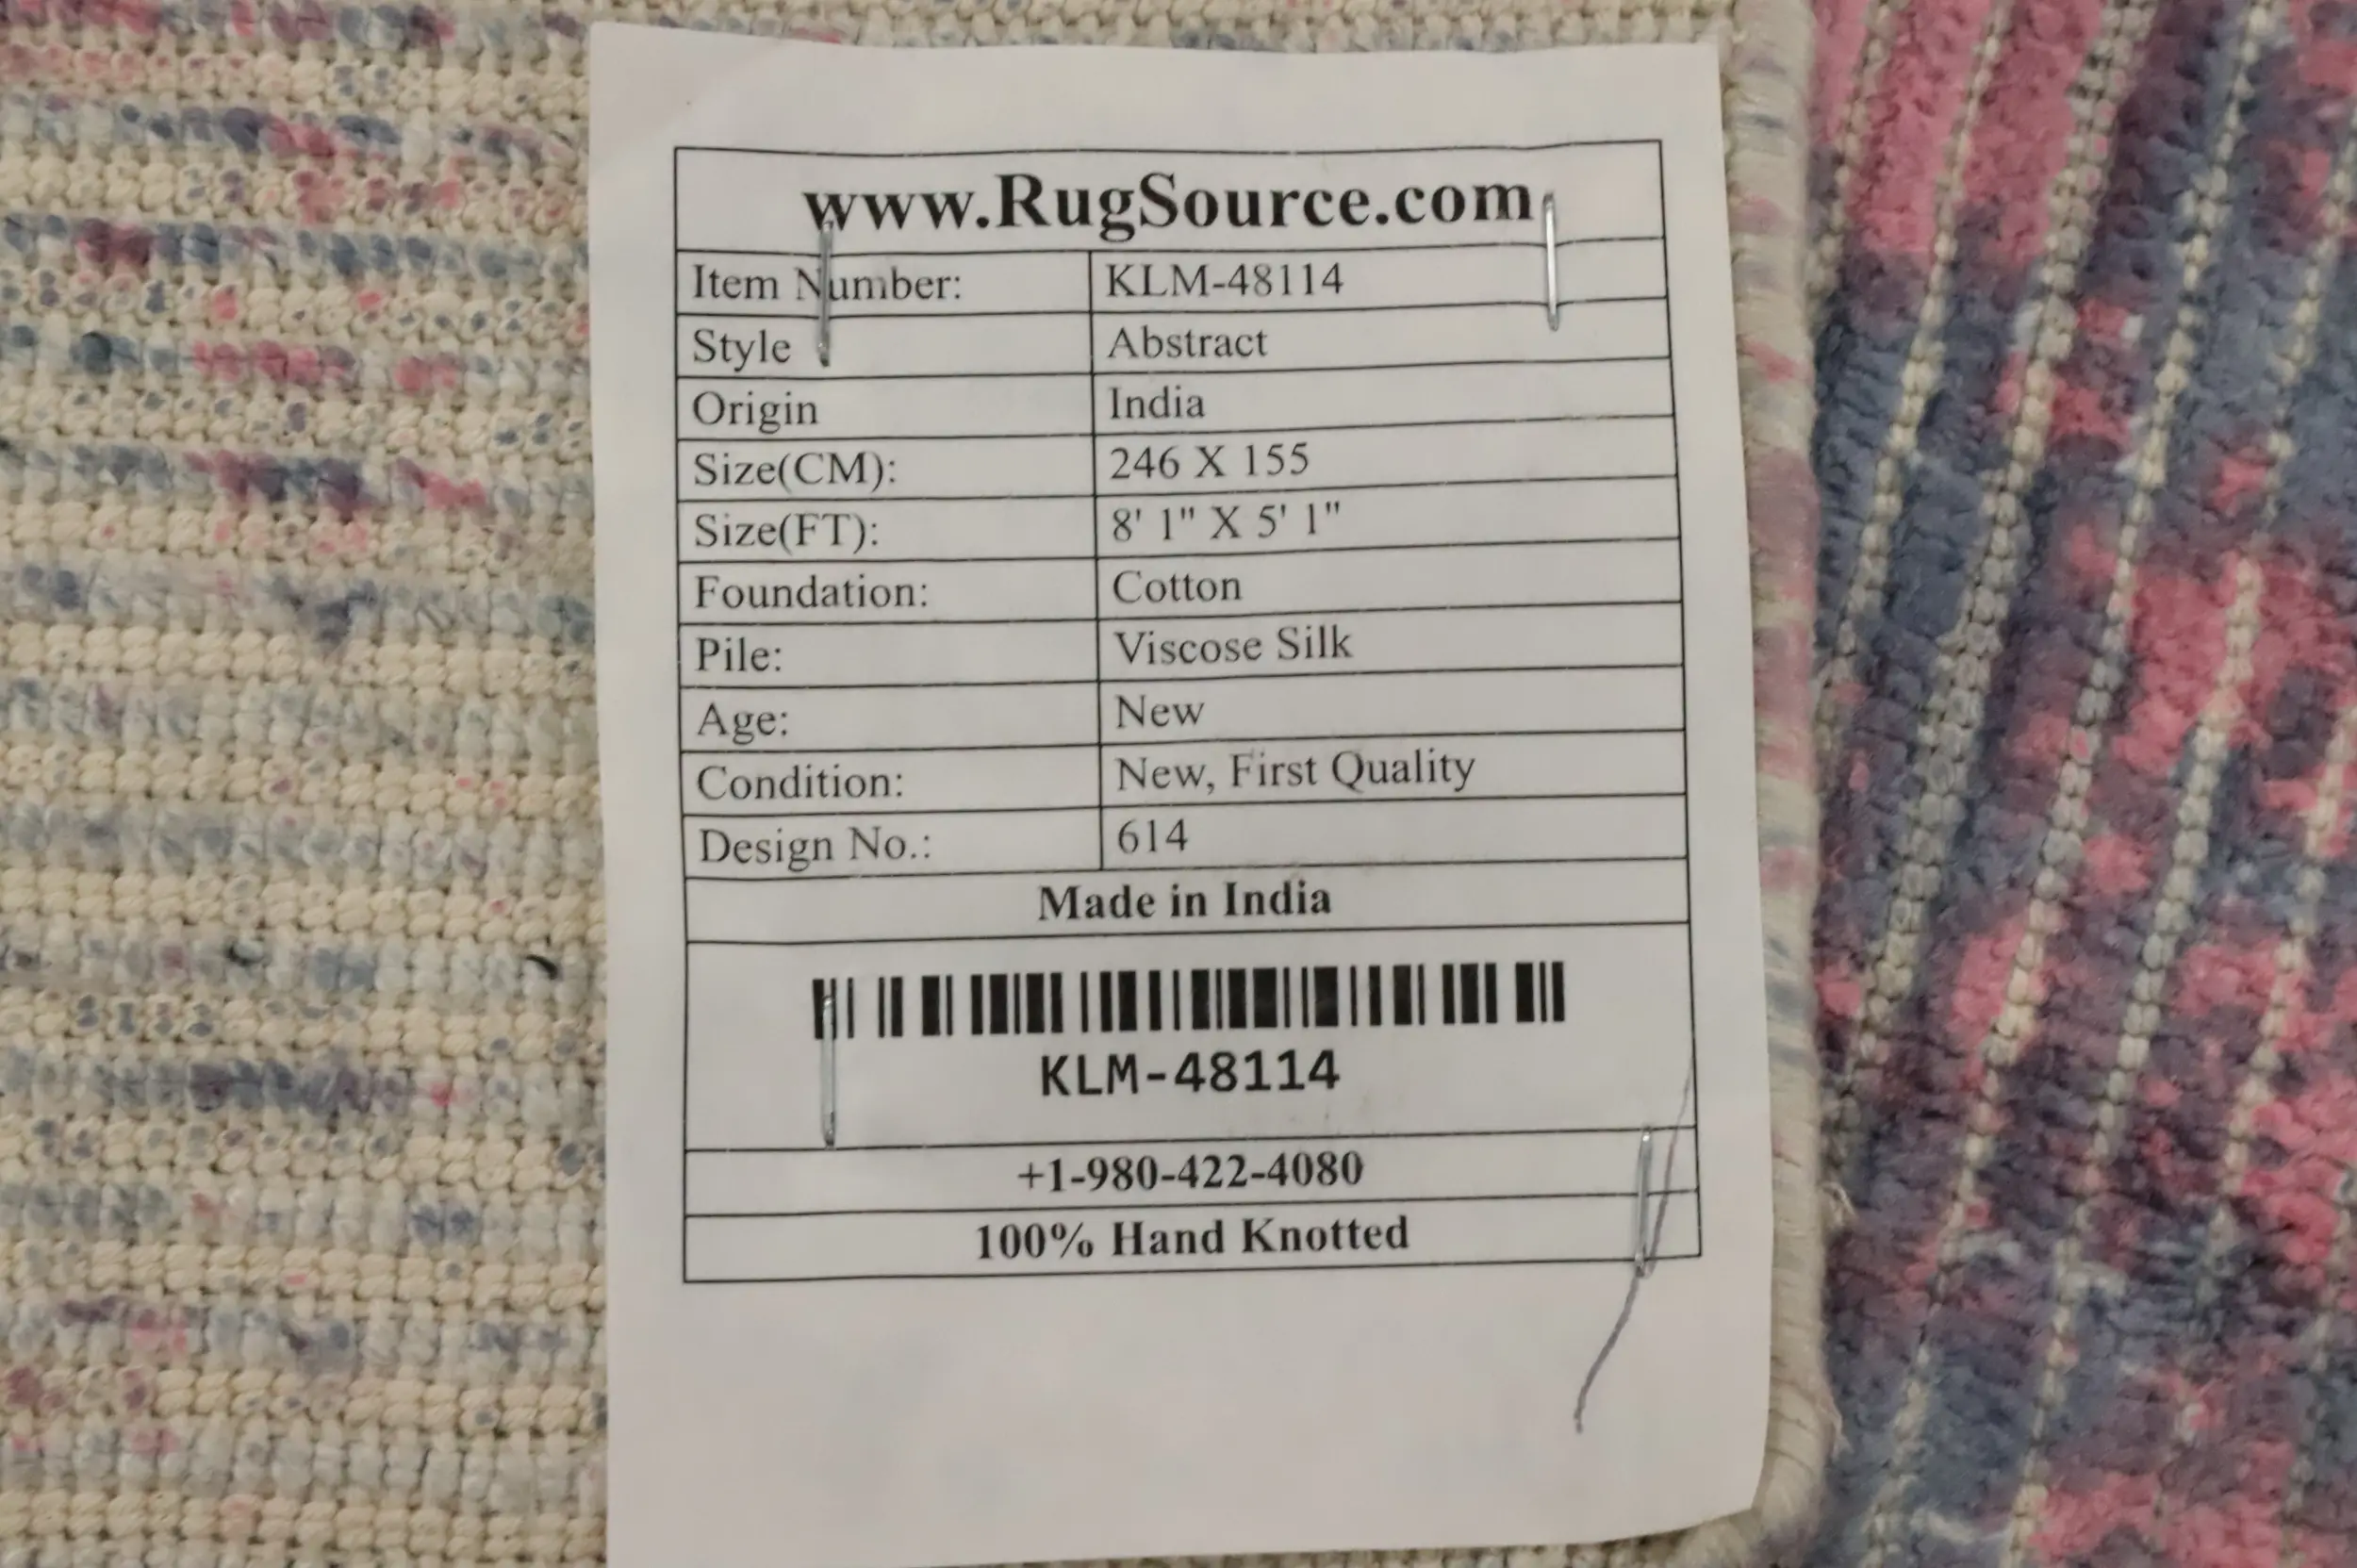 www.RugSource.com
Item Number: KLM-48114
Style Abstract
Origin India
Size(CM): 246 X 155
Size(FT): 8' 1" X 5' 1"
Foundation: Cotton
Pile: Viscose Silk
Age: New
Condition: New, First Quality
Design No.: 614
Made in India
KLM-48114
+1-980-422-4080
100% Hand Knotted